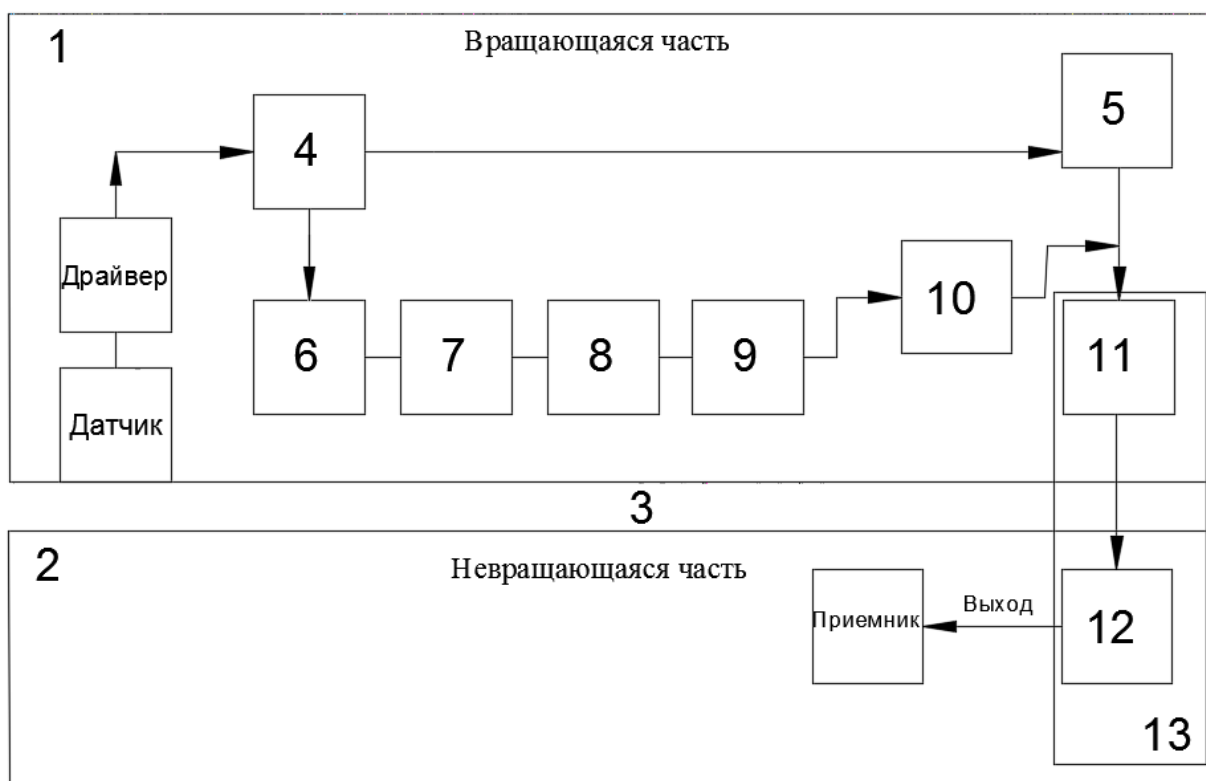 1
Вращающаяся часть
5
4
Драйвер
10
6
7
8
9
11
Датчик
3
2
Невращающаяся часть
Выход
Приемник
12
13